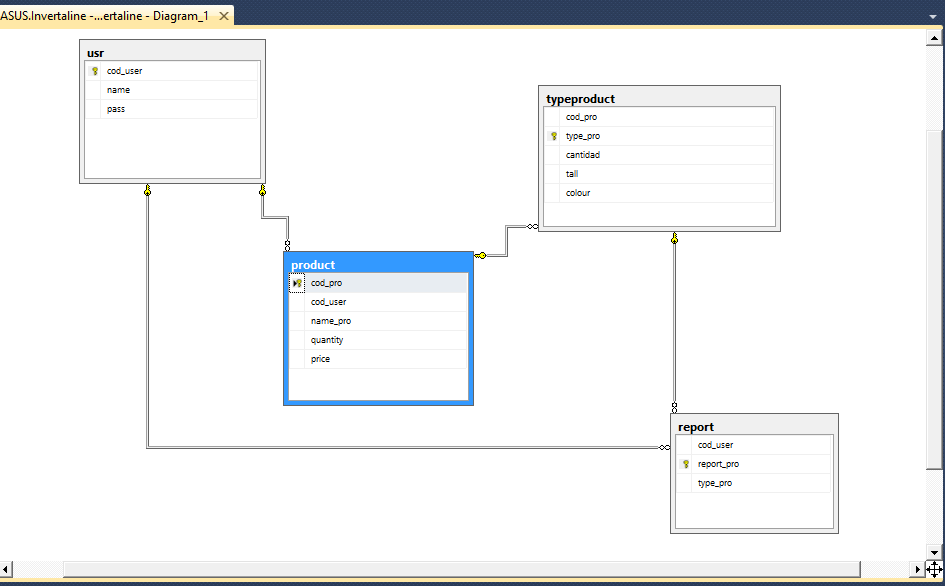 ASUS.Invertaline -...ertaline - Diagram_1
usr
cod_user
name
pass
typeproduct
cod_pro
type_pro
cantidad
tall
colour
product
cod_pro
cod_user
name_pro
quantity
price
report
cod_user
report_pro
type_pro